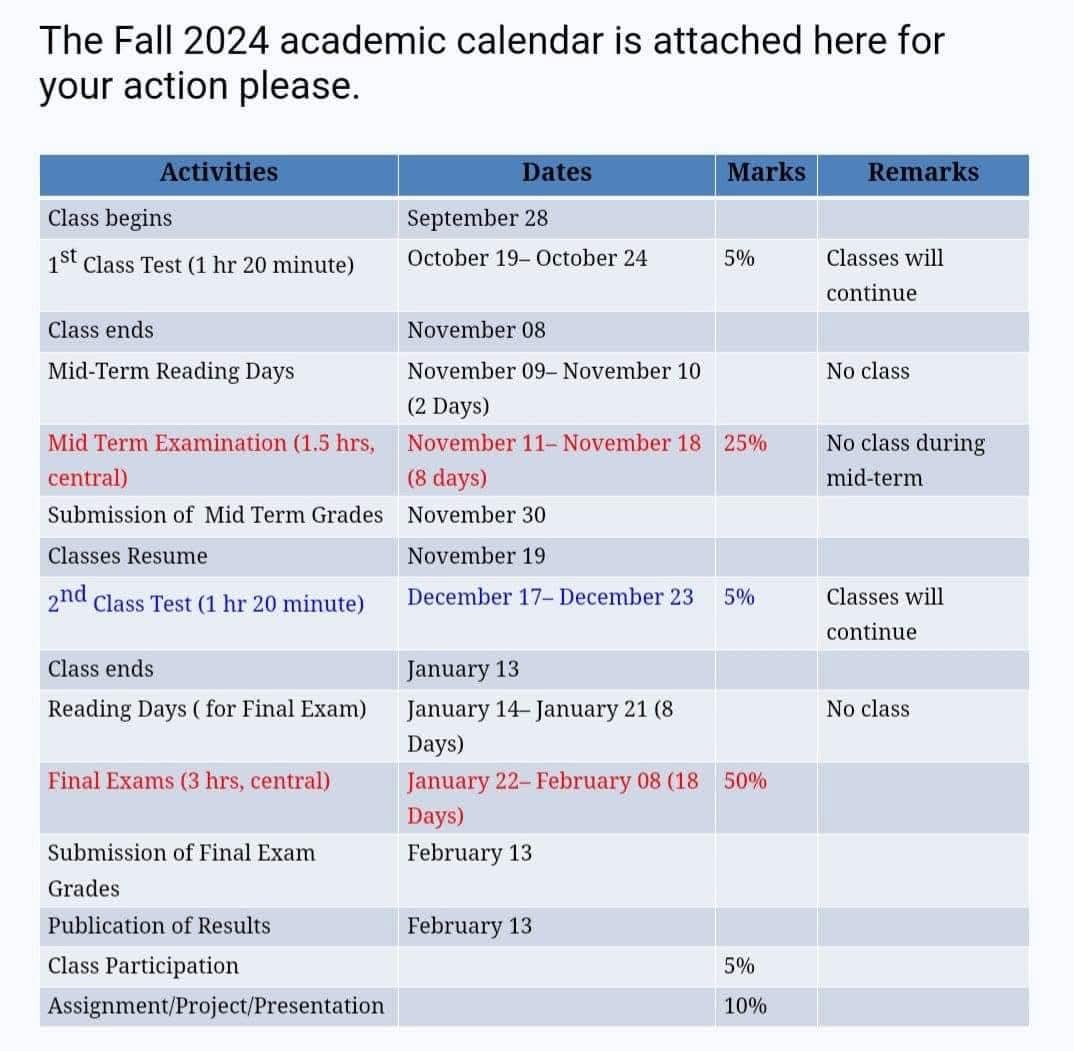 The Fall 2024 academic calendar is attached here for
your action please.
Activities Dates Marks Remarks
Class begins September 28
1st Class Test (1 hr 20 minute) October 19– October 24 5% Classes will
continue
Class ends November 08
Mid-Term Reading Days November 09– November 10 No class
(2 Days)
Mid Term Examination (1.5 hrs, November 11– November 18 25% No class during
central) (8 days) mid-term
Submission of Mid Term Grades November 30
Classes Resume November 19
2nd Class Test (1 hr 20 minute) December 17– December 23 5% Classes will
continue
Class ends January 13
Reading Days ( for Final Exam) January 14– January 21 (8 No class
Days)
Final Exams (3 hrs, central) January 22– February 08 (18 50%
Days)
Submission of Final Exam February 13
Grades
Publication of Results February 13
Class Participation 5%
Assignment/Project/Presentation 10%